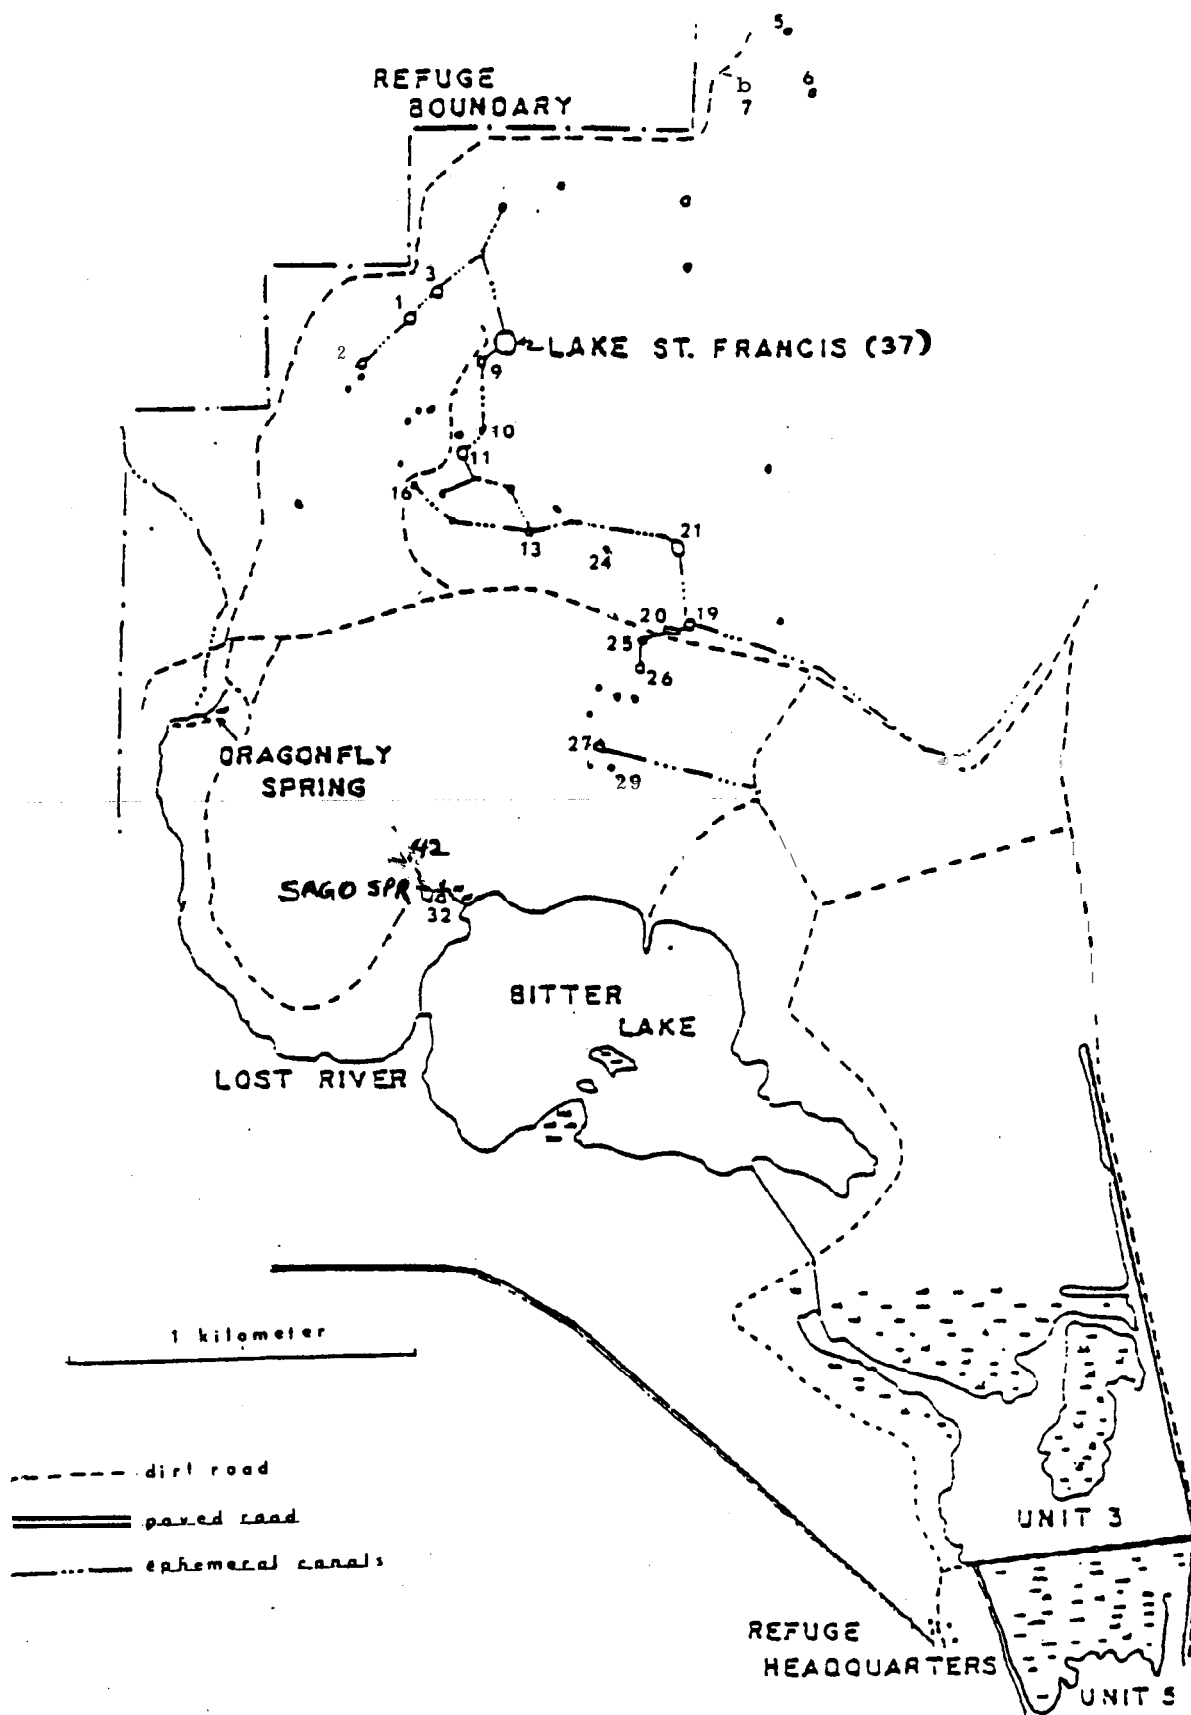 5
6
b
7
REFUGE
BOUNDARY
3
1
2
LAKE ST. FRANCIS (37)
9
10
11
16
13
24
21
20
19
25
26
27
29
DRAGONFLY
SPRING
42
SAGO SPR
32
BITTER
LAKE
LOST RIVER
1 kilometer
dirt road
paved road
ephemeral canals
UNIT 3
REFUGE
HEADQUARTERS
UNIT 5